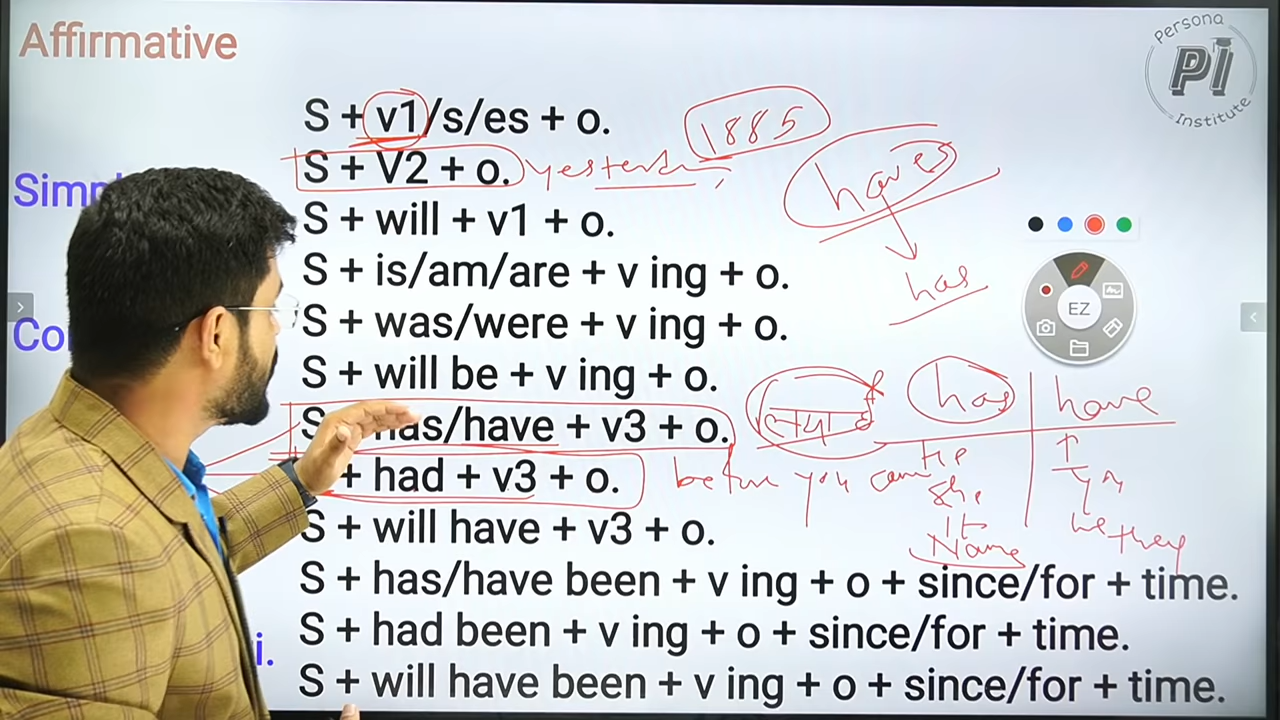 Affirmative
Persona
PI
Institute
S + v1/s/es + o.
1885
Simp
S + V2 + o.
yesterday
haves
S + will + v1 + o.
S + is/am/are + v ing + o.
has
EZ
S + was/were + v ing + o.
Co
S + will be + v ing + o.
has
have
S has/have + v3 + o.
+ had + v3 + o.
before you came
He
I
She
you
S + will have + v3 + o.
It
we they
Name
S + has/have been + v ing + o + since/for + time.
S + had been + v ing + o + since/for + time.
i.
S + will have been + v ing + o + since/for + time.